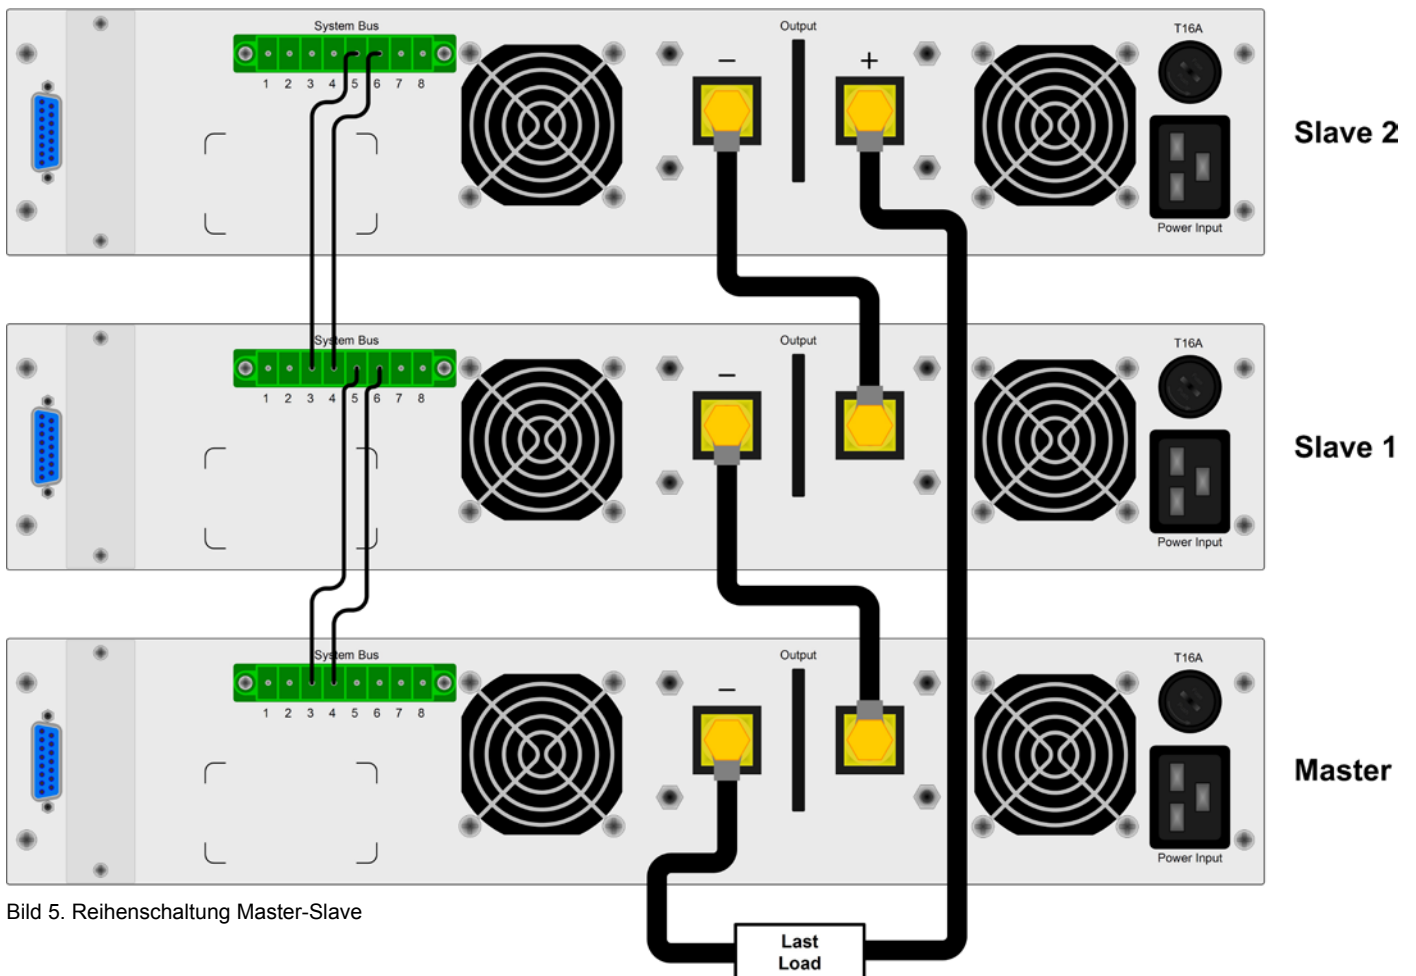 System Bus
Output
T16A
− +
1 2 3 4 5 6 7 8
Slave 2
Power Input
System Bus
Output
T16A
−
1 2 3 4 5 6 7 8
Slave 1
Power Input
System Bus
Output
T16A
−
1 2 3 4 5 6 7 8
Master
Power Input
Bild 5. Reihenschaltung Master-Slave
Last
Load